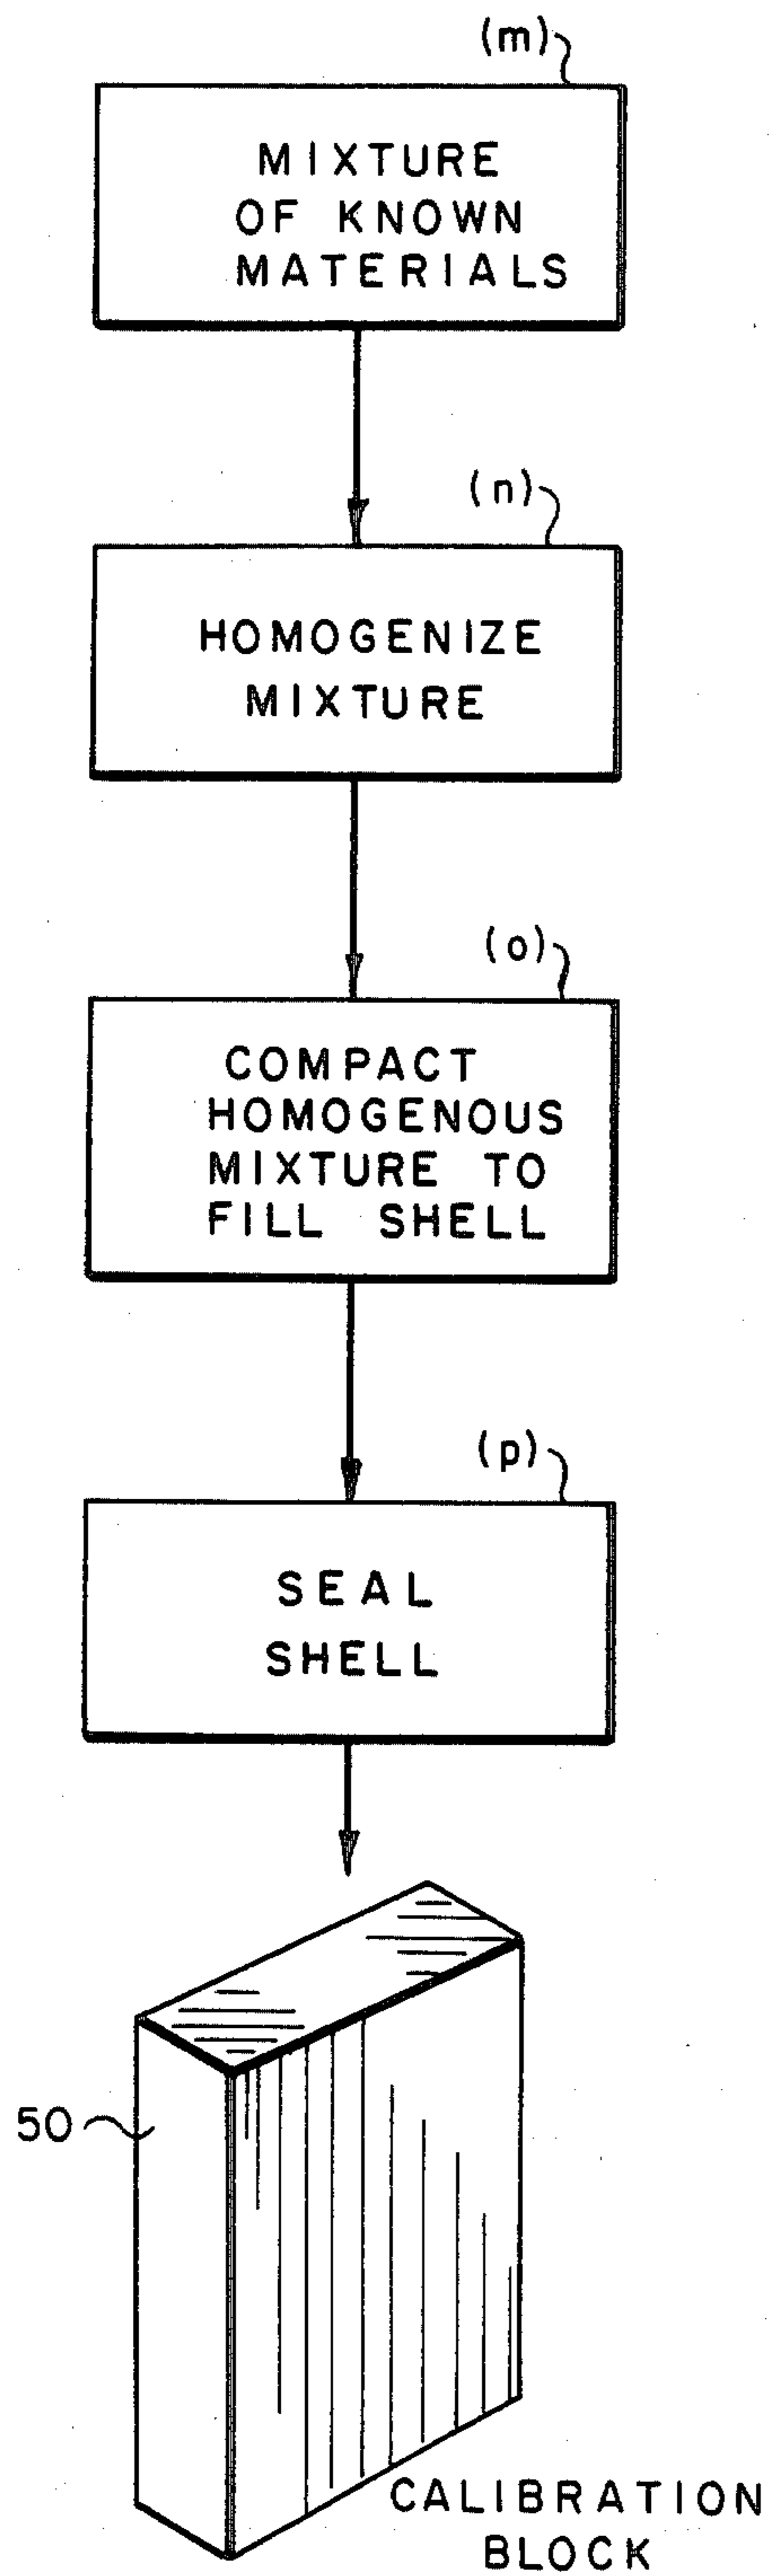 (m)
MIXTURE
OF KNOWN
MATERIALS
(n)
HOMOGENIZE
MIXTURE
(o)
COMPACT
HOMOGENOUS
MIXTURE TO
FILL SHELL
(p)
SEAL
SHELL
50
CALIBRATION
BLOCK